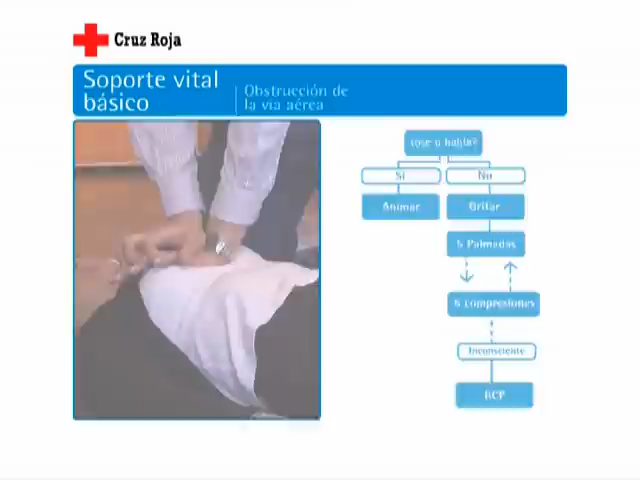 Cruz Roja
Soporte vital
básico
Obstrucción de
la vía aérea
tose o habla?
Sí
No
Animar
Gritar
5 Palmadas
5 compresiones
Inconsciente
RCP